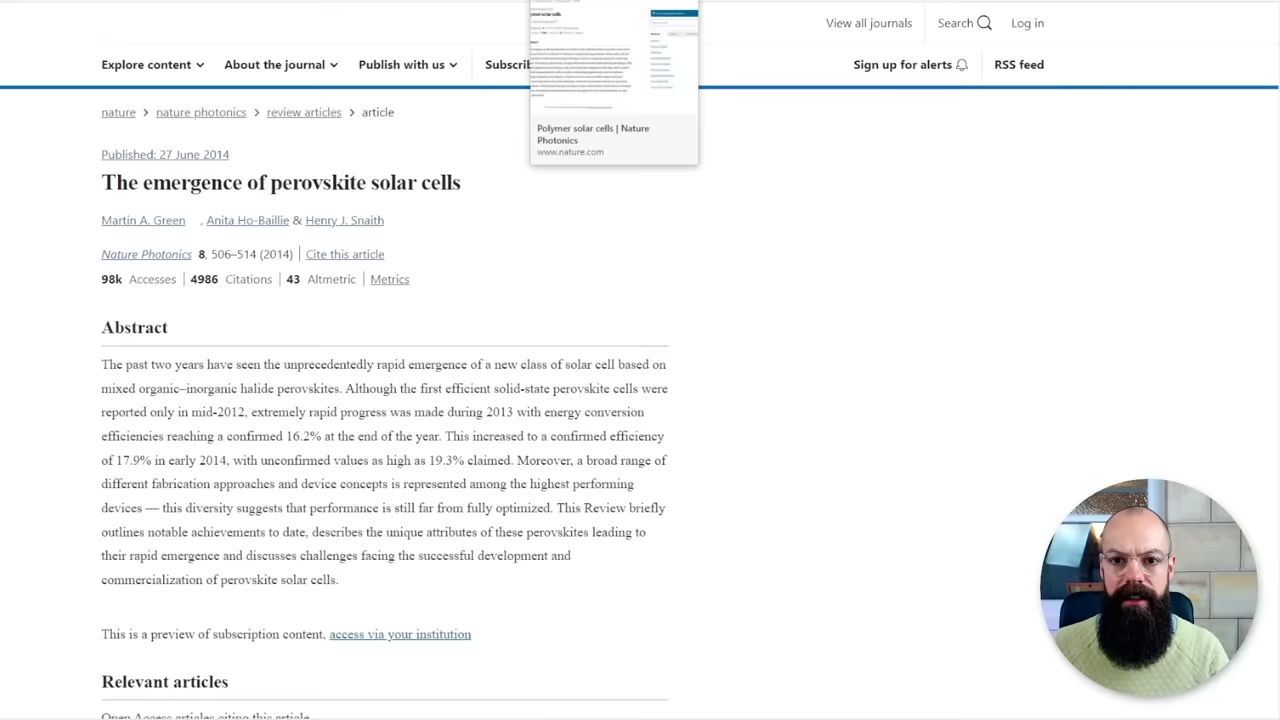 View all journals
Search
Log in
Explore content
About the journal
Publish with us
Subscrib
Sign up for alerts
RSS feed
Polymer solar cells | Nature
Photonics
www.nature.com
nature > nature photonics > review articles > article
Published: 27 June 2014
The emergence of perovskite solar cells
Martin A. Green , Anita Ho-Baillie & Henry J. Snaith
Nature Photonics 8, 506–514 (2014) | Cite this article
98k Accesses | 4986 Citations | 43 Altmetric | Metrics
Abstract
The past two years have seen the unprecedentedly rapid emergence of a new class of solar cell based on
mixed organic–inorganic halide perovskites. Although the first efficient solid-state perovskite cells were
reported only in mid-2012, extremely rapid progress was made during 2013 with energy conversion
efficiencies reaching a confirmed 16.2% at the end of the year. This increased to a confirmed efficiency
of 17.9% in early 2014, with unconfirmed values as high as 19.3% claimed. Moreover, a broad range of
different fabrication approaches and device concepts is represented among the highest performing
devices — this diversity suggests that performance is still far from fully optimized. This Review briefly
outlines notable achievements to date, describes the unique attributes of these perovskites leading to
their rapid emergence and discusses challenges facing the successful development and
commercialization of perovskite solar cells.
This is a preview of subscription content, access via your institution
Relevant articles
Open Access articles citing this article